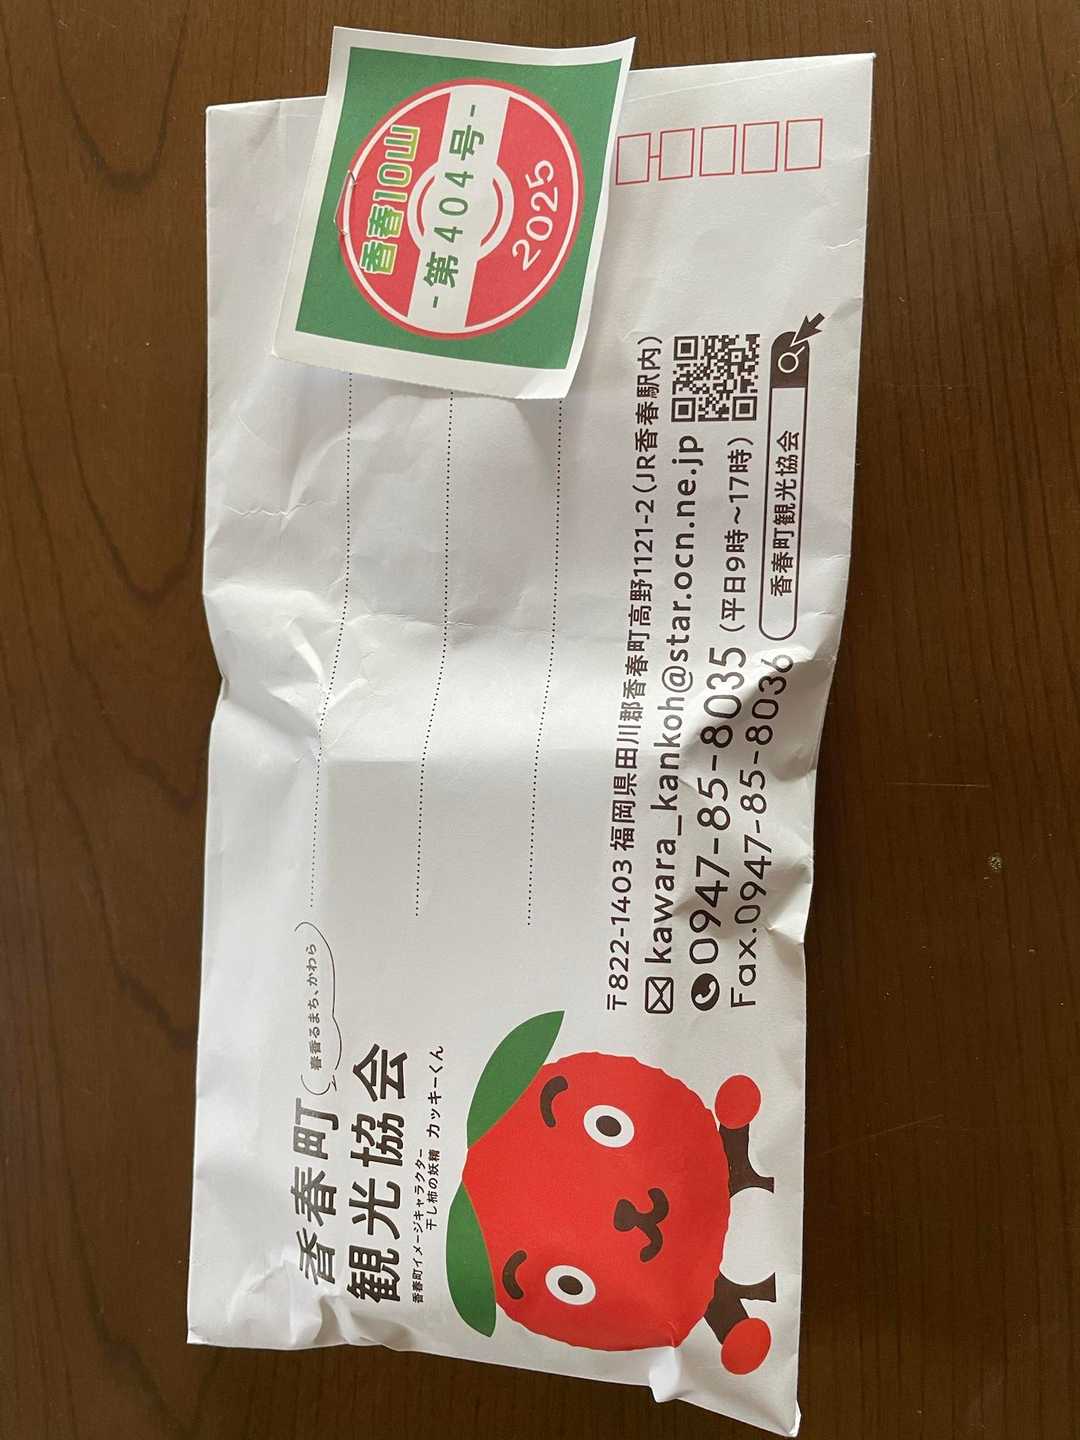 香春10山
-第404号-
2025
香春町
春香るまち、かわら
観光協会
香春町イメージキャラクター
干し柿の妖精 カッキーくん
〒822-1403 福岡県田川郡香春町高野1121-2(JR香春駅内)
kawara_kankoh@star.ocn.ne.jp
0947-85-8035(平日9時〜17時)
Fax.0947-85-8036
香春町観光協会